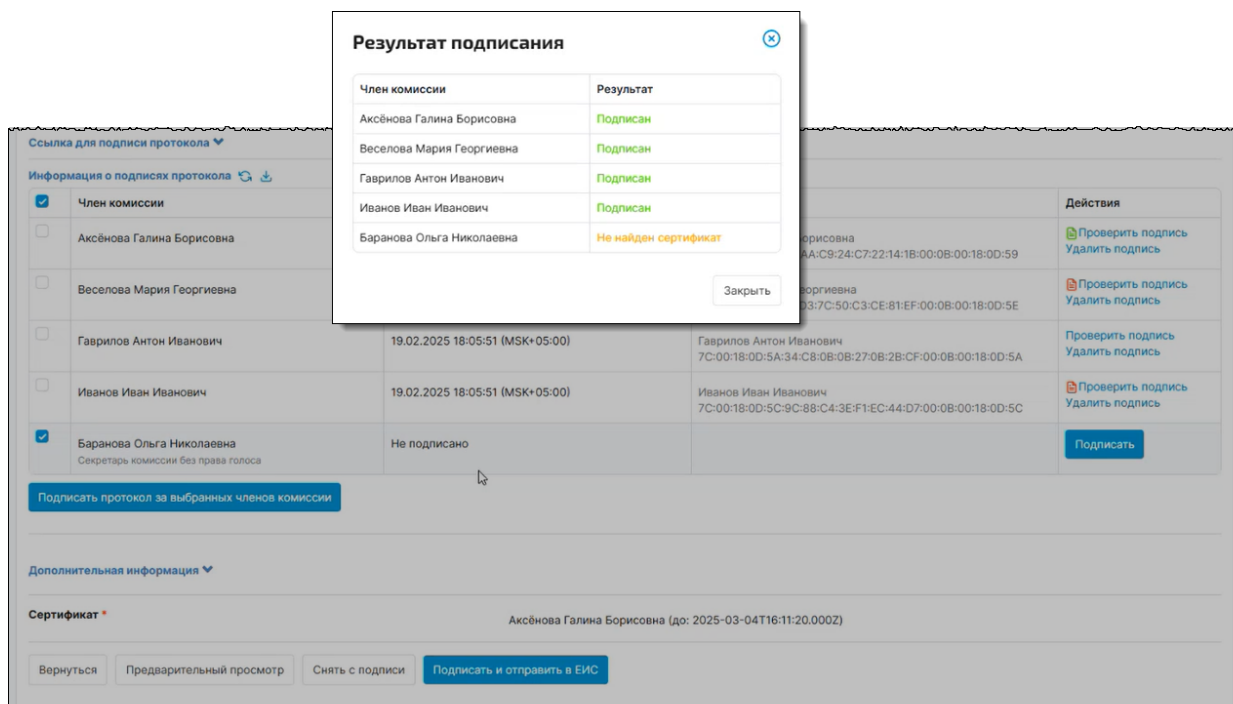 Результат подписания
Член комиссии Результат
Аксёнова Галина Борисовна Подписан
Веселова Мария Георгиевна Подписан
Гаврилов Антон Иванович Подписан
Иванов Иван Иванович Подписан
Баранова Ольга Николаевна Не найден сертификат
Закрыть
Ссылка для подписи протокола
Информация о подписях протокола
Член комиссии Действия
Аксёнова Галина Борисовна орисовна Проверить подпись
AA:C9:24:C7:22:14:1B:00:0B:00:18:0D:59 Удалить подпись
Веселова Мария Георгиевна еоргиевна Проверить подпись
D3:7C:50:C3:CE:81:EF:00:0B:00:18:0D:5E Удалить подпись
Гаврилов Антон Иванович 19.02.2025 18:05:51 (MSK+05:00) Гаврилов Антон Иванович Проверить подпись
7C:00:18:0D:5A:34:C8:0B:0B:27:0B:2B:CF:00:0B:00:18:0D:5A Удалить подпись
Иванов Иван Иванович 19.02.2025 18:05:51 (MSK+05:00) Иванов Иван Иванович Проверить подпись
7C:00:18:0D:5C:9C:88:C4:3E:F1:EC:44:D7:00:0B:00:18:0D:5C Удалить подпись
Баранова Ольга Николаевна Не подписано Подписать
Секретарь комиссии без права голоса
Подписать протокол за выбранных членов комиссии
Дополнительная информация
Сертификат * Аксёнова Галина Борисовна (до: 2025-03-04T16:11:20.000Z)
Вернуться Предварительный просмотр Снять с подписи Подписать и отправить в ЕИС